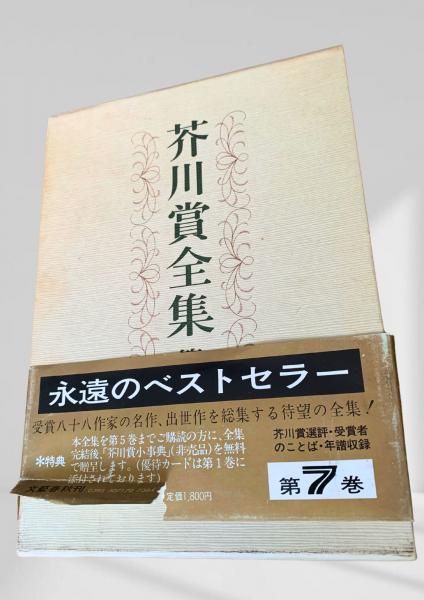 芥川賞全集
永遠のベストセラー
受賞八十八作家の名作、出世作を総集する待望の全集!
*特典
本全集を第5巻までご購読の方に、全集
完結後、「芥川賞小事典」(非売品)を無料
で贈呈します。(優待カードは第1巻に
添付されております)
芥川賞選評・受賞者
のことば・年譜収録
文藝春秋刊
定価1,800円
第7巻